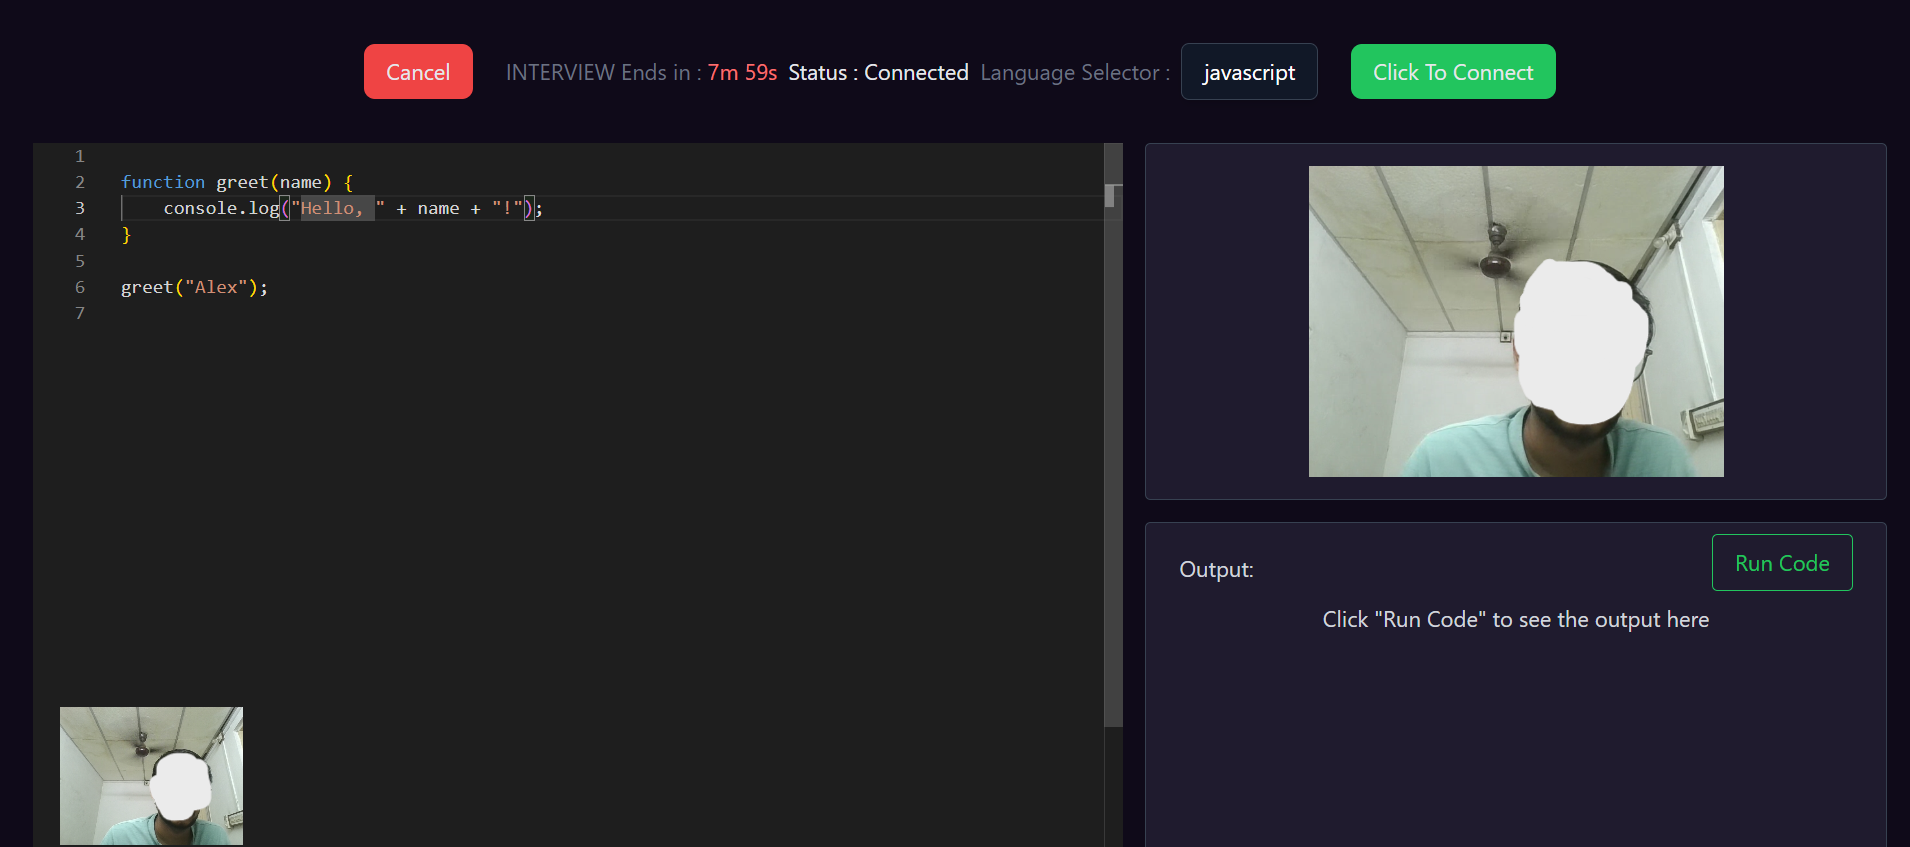 Cancel INTERVIEW Ends in : 7m 59s Status : Connected Language Selector : javascript Click To Connect
1
2 function greet(name) {
3     console.log("Hello, " + name + "!");
4 }
5
6 greet("Alex");
7
Output: Run Code
Click "Run Code" to see the output here